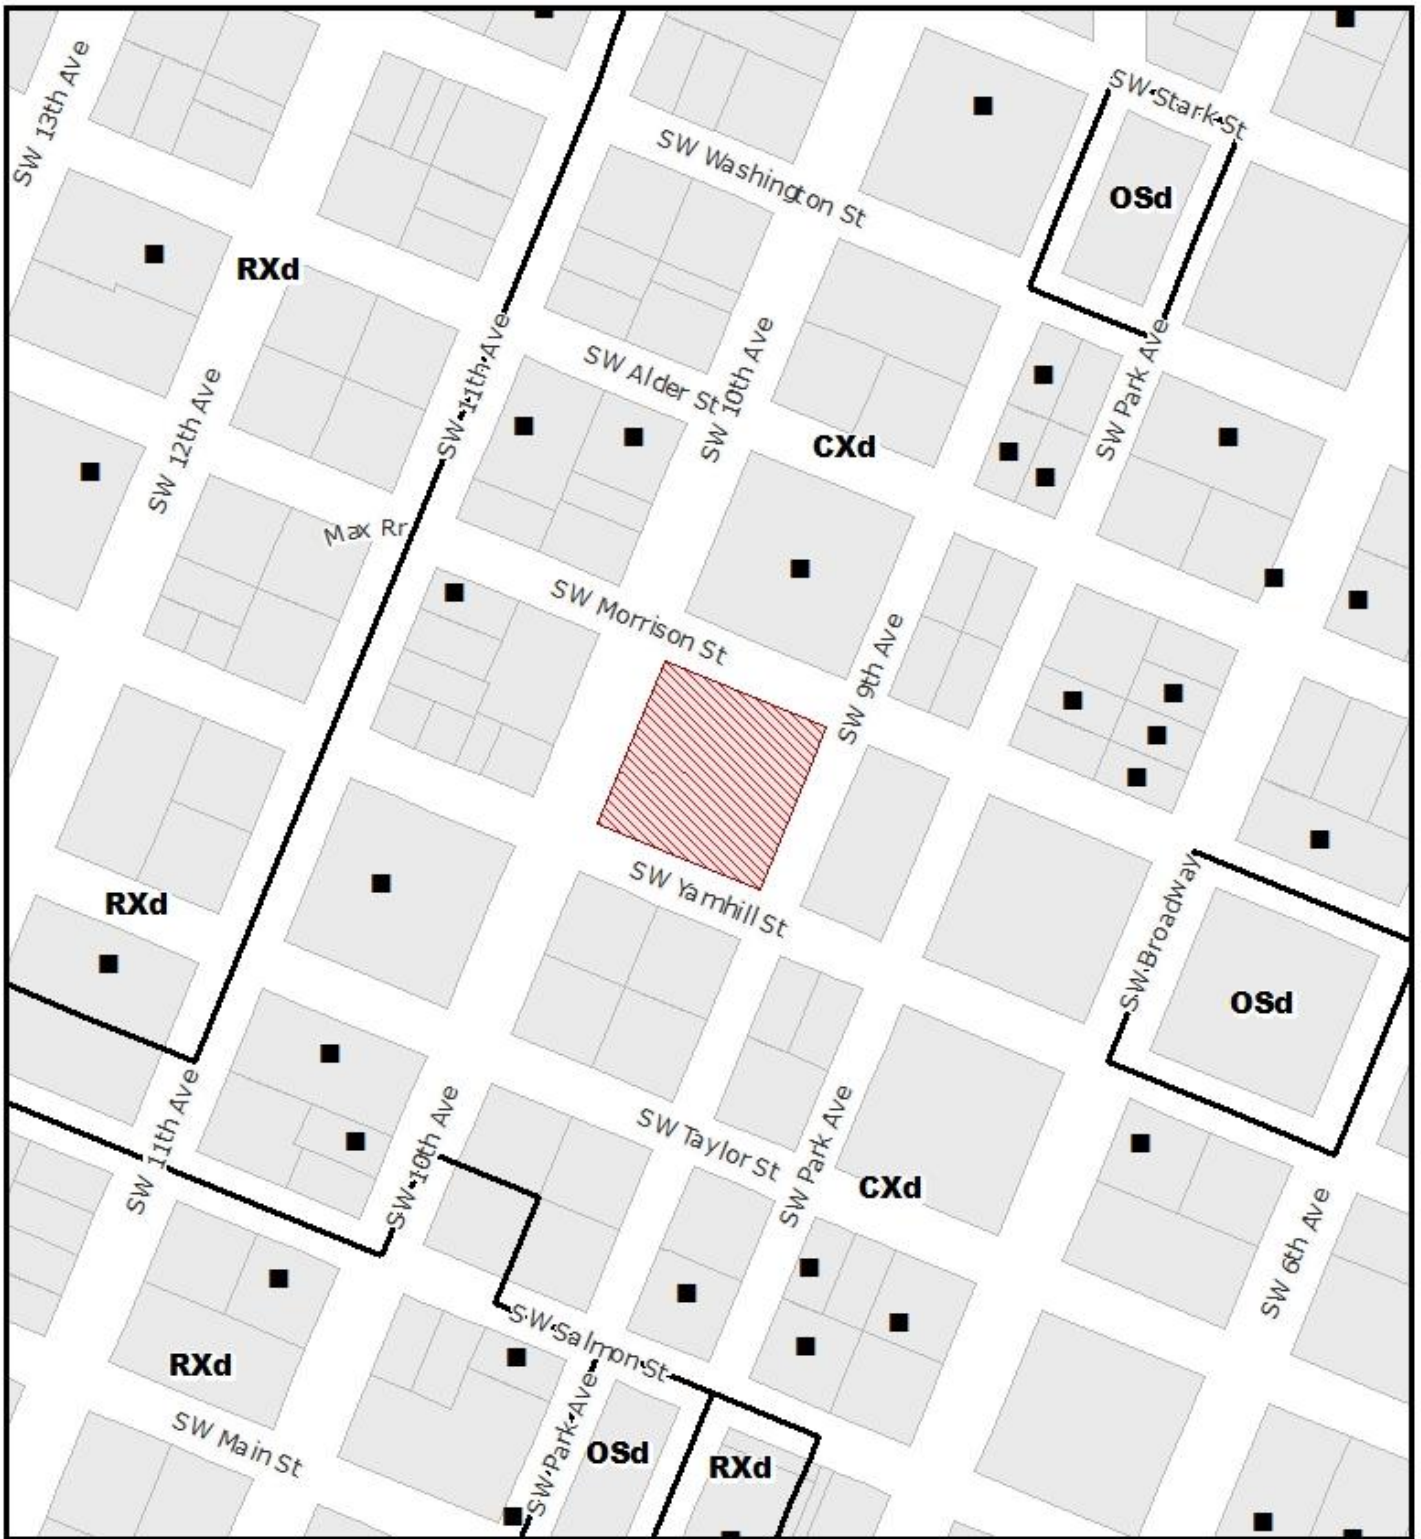 SW 13th Ave
SW Stark St
SW Washington St
OSd
RXd
SW 11th Ave
SW Alder St
SW 10th Ave
SW Park Ave
SW 12th Ave
CXd
Max Rr
SW Morrison St
SW 9th Ave
SW Yamhill St
SW Broadway
RXd
OSd
SW 11th Ave
SW 10th Ave
SW Taylor St
SW Park Ave
CXd
SW 6th Ave
SW Salmon St
RXd
SW Main St
SW Park Ave
OSd
RXd